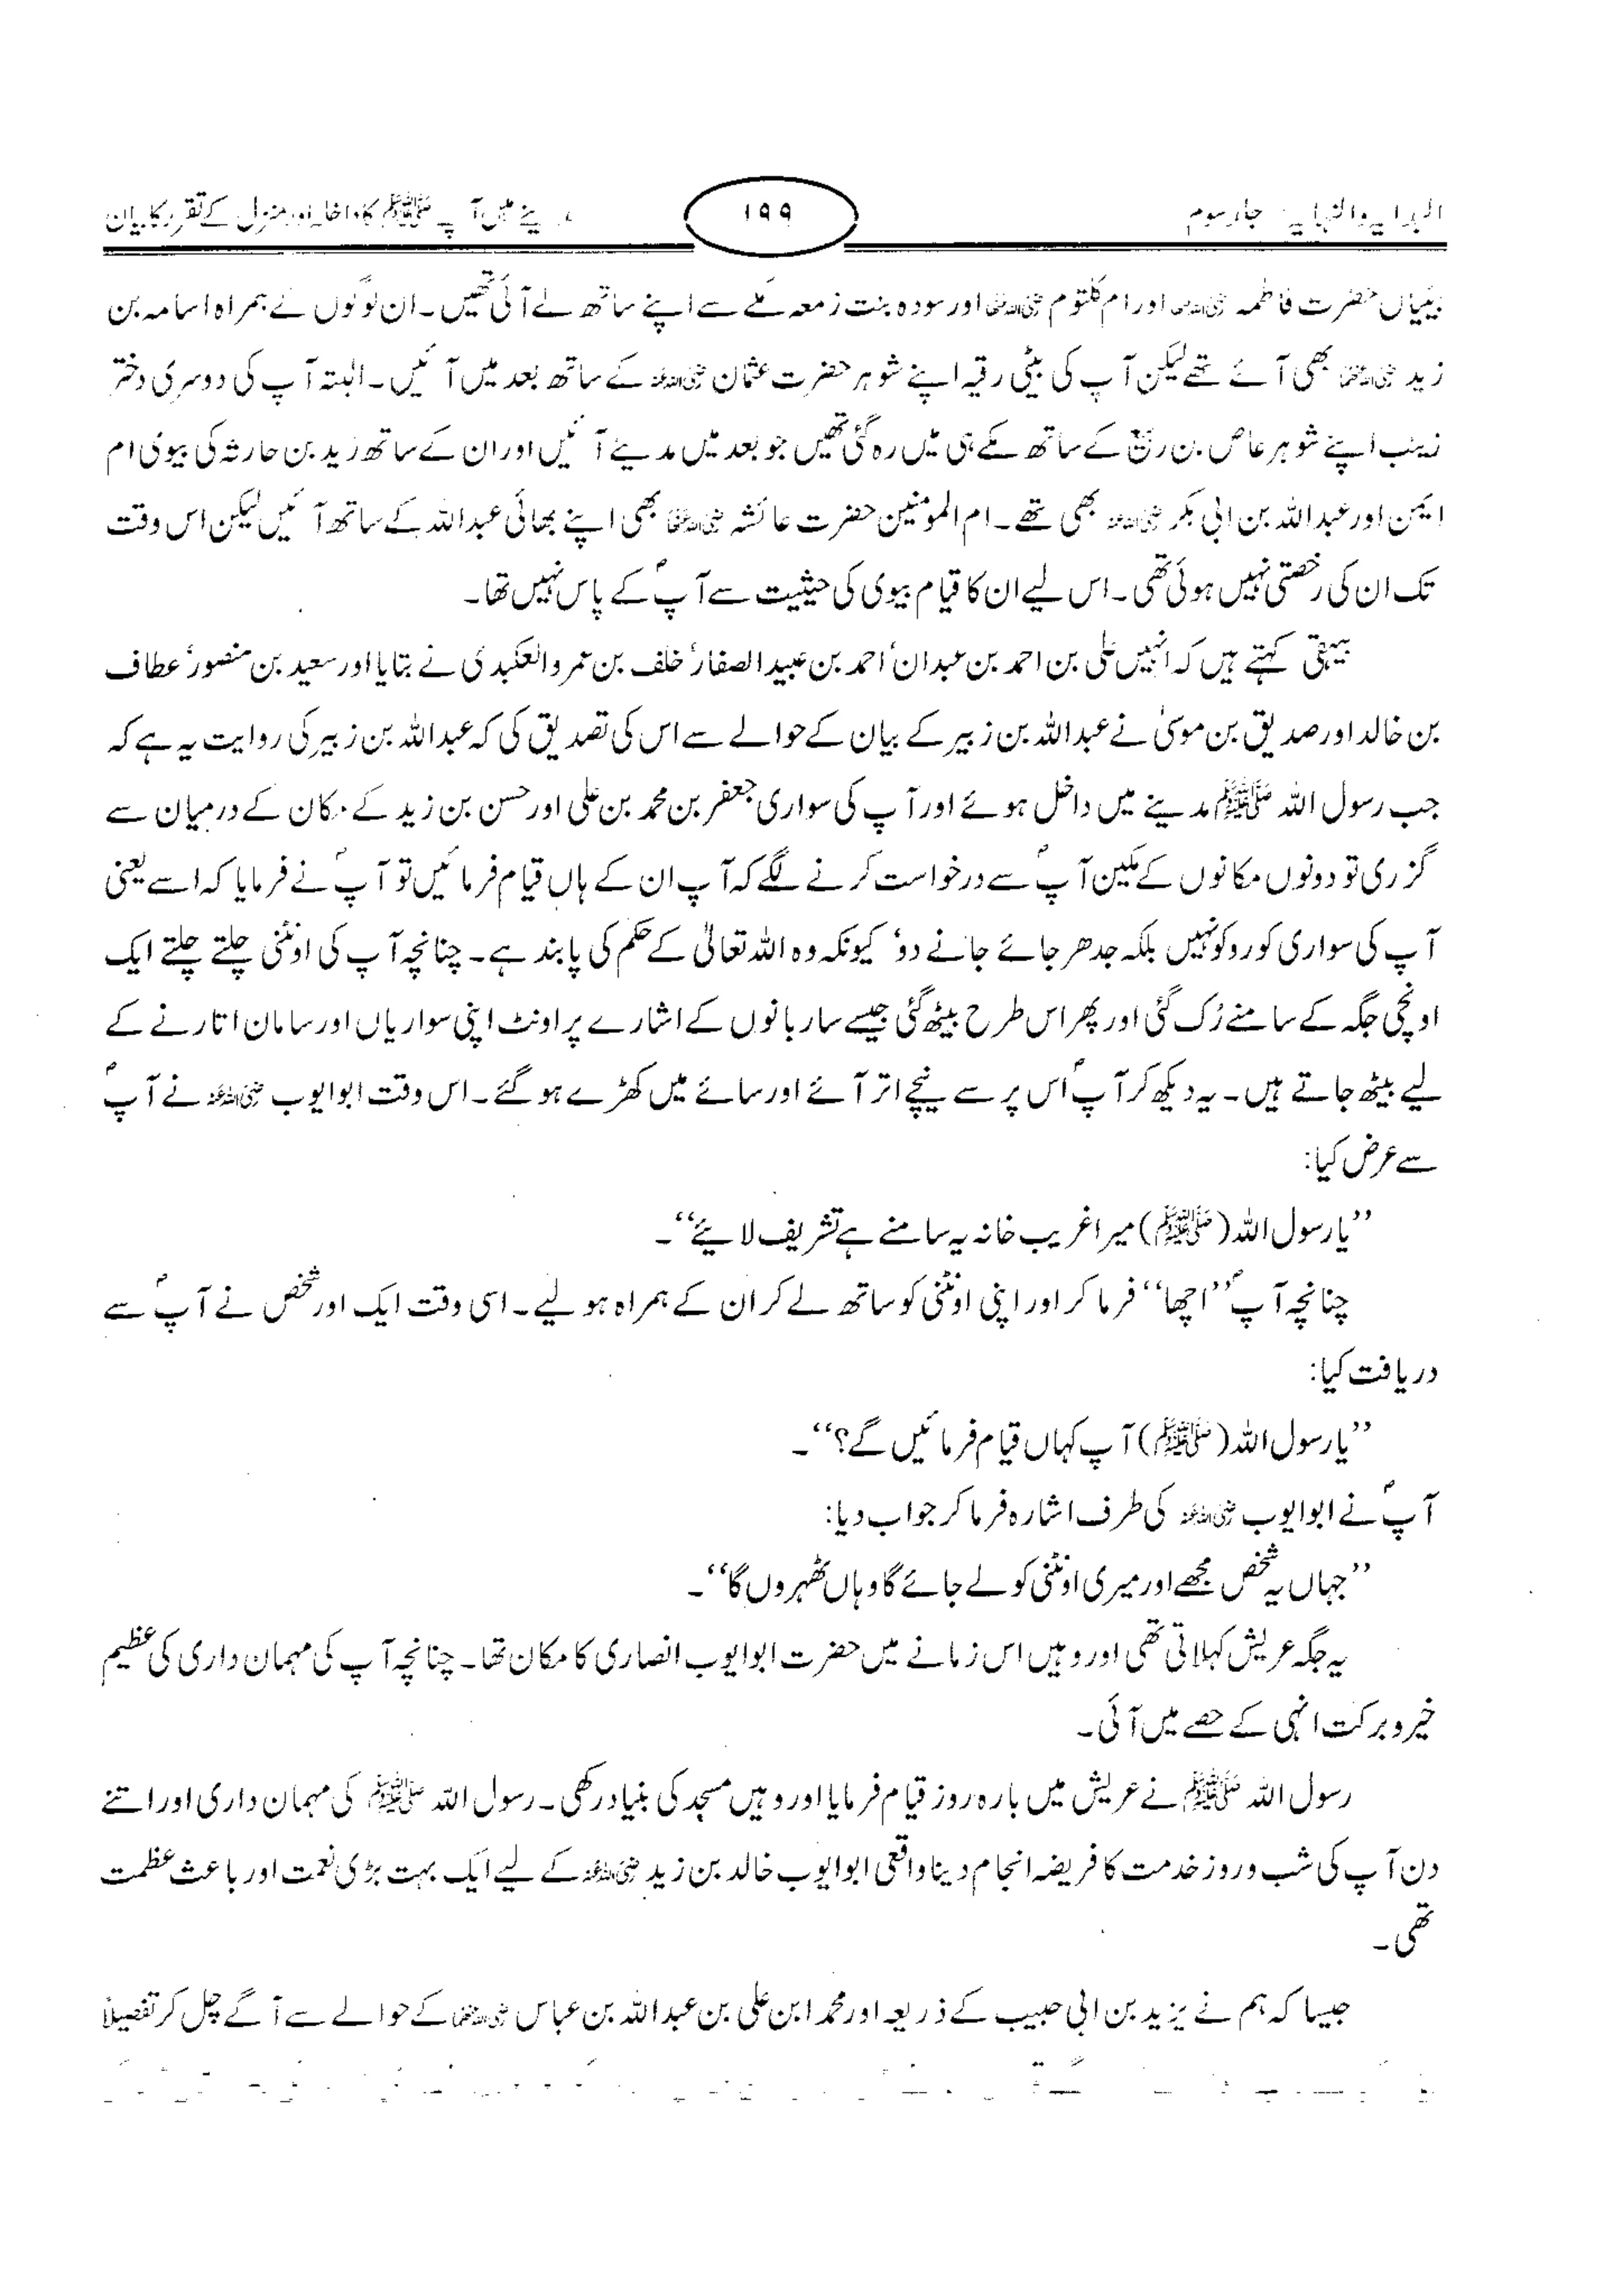 البدایہ والنہایہ: جلد سوم
۱۹۹
مدینے میں آپ ﷺ کا داخلہ اور منزل کے تقرر کا بیان
بیٹیاں حضرت فاطمہ رضی اللہ عنہا اور ام کلثوم رضی اللہ عنہا اور سودہ بنت زمعہ مکے سے اپنے ساتھ لے آئی تھیں۔ ان لوگوں کے ہمراہ اسامہ بن
زید رضی اللہ عنہما بھی آئے تھے لیکن آپ کی بیٹی رقیہ اپنے شوہر حضرت عثمان رضی اللہ عنہ کے ساتھ بعد میں آئیں۔ البتہ آپ کی دوسری دختر
زینب اپنے شوہر عاص بن ربیع کے ساتھ مکے ہی میں رہ گئی تھیں جو بعد میں مدینے آئیں اور ان کے ساتھ زید بن حارثہ کی بیوی ام
ایمن اور عبداللہ بن ابی بکر رضی اللہ عنہ بھی تھے۔ ام المومنین حضرت عائشہ رضی اللہ عنہا بھی اپنے بھائی عبداللہ کے ساتھ آئیں لیکن اس وقت
تک ان کی رخصتی نہیں ہوئی تھی۔ اس لیے ان کا قیام بیوی کی حیثیت سے آپؐ کے پاس نہیں تھا۔
بیہقی کہتے ہیں کہ انہیں علی بن احمد بن عبدان' احمد بن عبید الصفار' خلف بن عمرو العکبدی نے بتایا اور سعید بن منصور' عطاف
بن خالد اور صدیق بن موسیٰ نے عبداللہ بن زبیر کے بیان کے حوالے سے اس کی تصدیق کی کہ عبداللہ بن زبیر کی روایت یہ ہے کہ
جب رسول اللہ ﷺ مدینے میں داخل ہوئے اور آپ کی سواری جعفر بن محمد بن علی اور حسن بن زید کے مکان کے درمیان سے
گزری تو دونوں مکانوں کے مکین آپؐ سے درخواست کرنے لگے کہ آپ ان کے ہاں قیام فرمائیں تو آپؐ نے فرمایا کہ اسے یعنی
آپ کی سواری کو روکو نہیں بلکہ جدھر جائے جانے دو' کیونکہ وہ اللہ تعالیٰ کے حکم کی پابند ہے۔ چنانچہ آپ کی اونٹنی چلتے چلتے ایک
اونچی جگہ کے سامنے رُک گئی اور پھر اس طرح بیٹھ گئی جیسے ساربانوں کے اشارے پر اونٹ اپنی سواریاں اور سامان اتارنے کے
لیے بیٹھ جاتے ہیں۔ یہ دیکھ کر آپؐ اس پر سے نیچے اتر آئے اور سائے میں کھڑے ہو گئے۔ اس وقت ابوایوب رضی اللہ عنہ نے آپؐ
سے عرض کیا:
"یا رسول اللہ (ﷺ) میرا غریب خانہ یہ سامنے ہے تشریف لائیے"۔
چنانچہ آپؐ "اچھا" فرما کر اور اپنی اونٹنی کو ساتھ لے کر ان کے ہمراہ ہو لیے۔ اسی وقت ایک اور شخص نے آپؐ سے
دریافت کیا:
"یا رسول اللہ (ﷺ) آپ کہاں قیام فرمائیں گے؟"۔
آپؐ نے ابوایوب رضی اللہ عنہ کی طرف اشارہ فرما کر جواب دیا:
"جہاں یہ شخص مجھے اور میری اونٹنی کو لے جائے گا وہاں ٹھہروں گا"۔
یہ جگہ عریش کہلاتی تھی اور وہیں اس زمانے میں حضرت ابوایوب انصاری کا مکان تھا۔ چنانچہ آپ کی مہمان داری کی عظیم
خیر و برکت انہی کے حصے میں آئی۔
رسول اللہ ﷺ نے عریش میں بارہ روز قیام فرمایا اور وہیں مسجد کی بنیاد رکھی۔ رسول اللہ ﷺ کی مہمان داری اور اتنے
دن آپ کی شب و روز خدمت کا فریضہ انجام دینا واقعی ابوایوب خالد بن زید رضی اللہ عنہ کے لیے ایک بہت بڑی نعمت اور باعث عظمت
تھی۔
جیسا کہ ہم نے یزید بن ابی حبیب کے ذریعہ اور محمد ابن علی بن عبداللہ بن عباس رضی اللہ عنہما کے حوالے سے آگے چل کر تفصیلاً